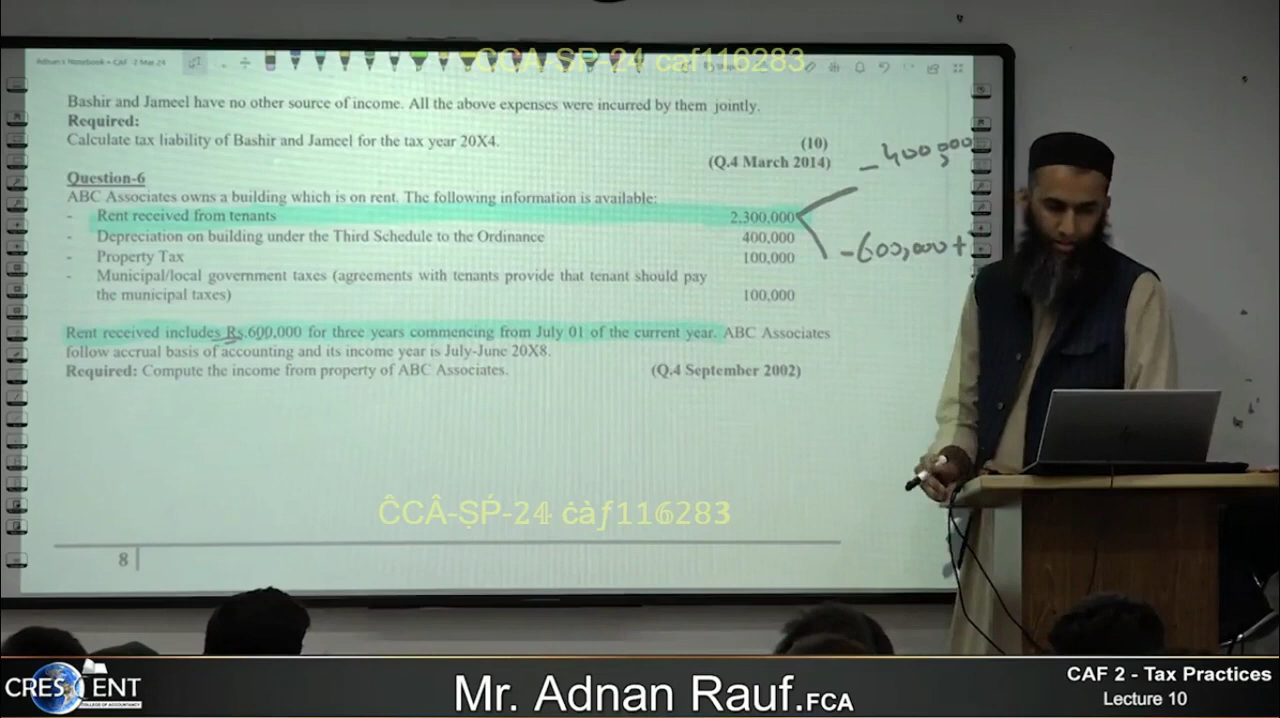 CCA-SP-24 caf116283
Adnan's Notebook - CAF 2 Mar 24
Bashir and Jameel have no other source of income. All the above expenses were incurred by them jointly.
Required:
Calculate tax liability of Bashir and Jameel for the tax year 20X4.
(10)
(Q.4 March 2014)
- 400,000
Question-6
ABC Associates owns a building which is on rent. The following information is available:
- Rent received from tenants 2,300,000
- Depreciation on building under the Third Schedule to the Ordinance 400,000
- 600,000 +
- Property Tax 100,000
- Municipal/local government taxes (agreements with tenants provide that tenant should pay
the municipal taxes) 100,000
Rent received includes Rs.600,000 for three years commencing from July 01 of the current year. ABC Associates
follow accrual basis of accounting and its income year is July-June 20X8.
Required: Compute the income from property of ABC Associates. (Q.4 September 2002)
ĈCÂ-ṢṔ-24 ċàƒ116283
8
CRESCENT
COLLEGE OF ACCOUNTANCY
Mr. Adnan Rauf.FCA
CAF 2 - Tax Practices
Lecture 10